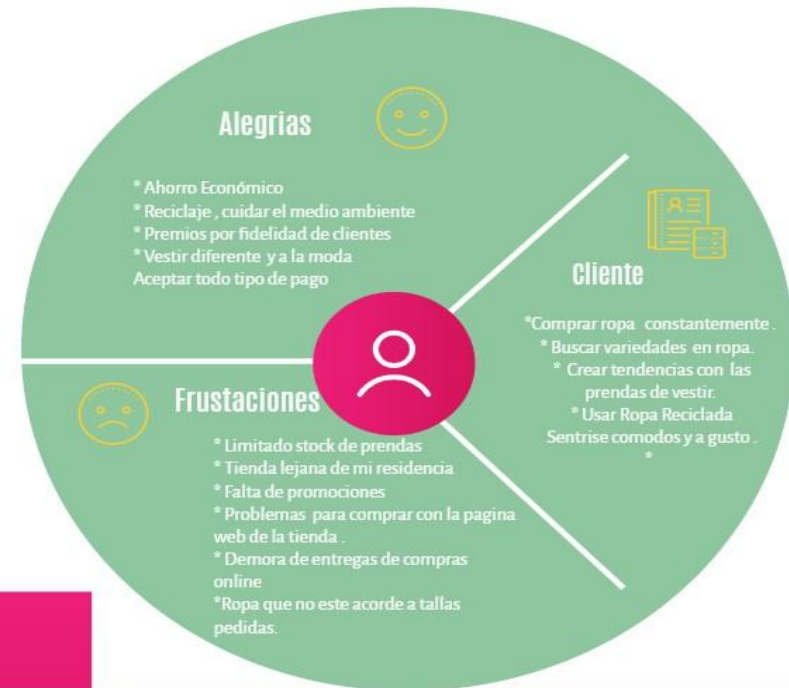 Alegrias
* Ahorro Económico
* Reciclaje , cuidar el medio ambiente
* Premios por fidelidad de clientes
* Vestir diferente y a la moda
Aceptar todo tipo de pago
Cliente
*Comprar ropa constantemente .
* Buscar variedades en ropa.
* Crear tendencias con las
prendas de vestir.
* Usar Ropa Reciclada
Sentrise comodos y a gusto .
*
Frustaciones
* Limitado stock de prendas
* Tienda lejana de mi residencia
* Falta de promociones
* Problemas para comprar con la pagina
web de la tienda .
* Demora de entregas de compras
online
*Ropa que no este acorde a tallas
pedidas.